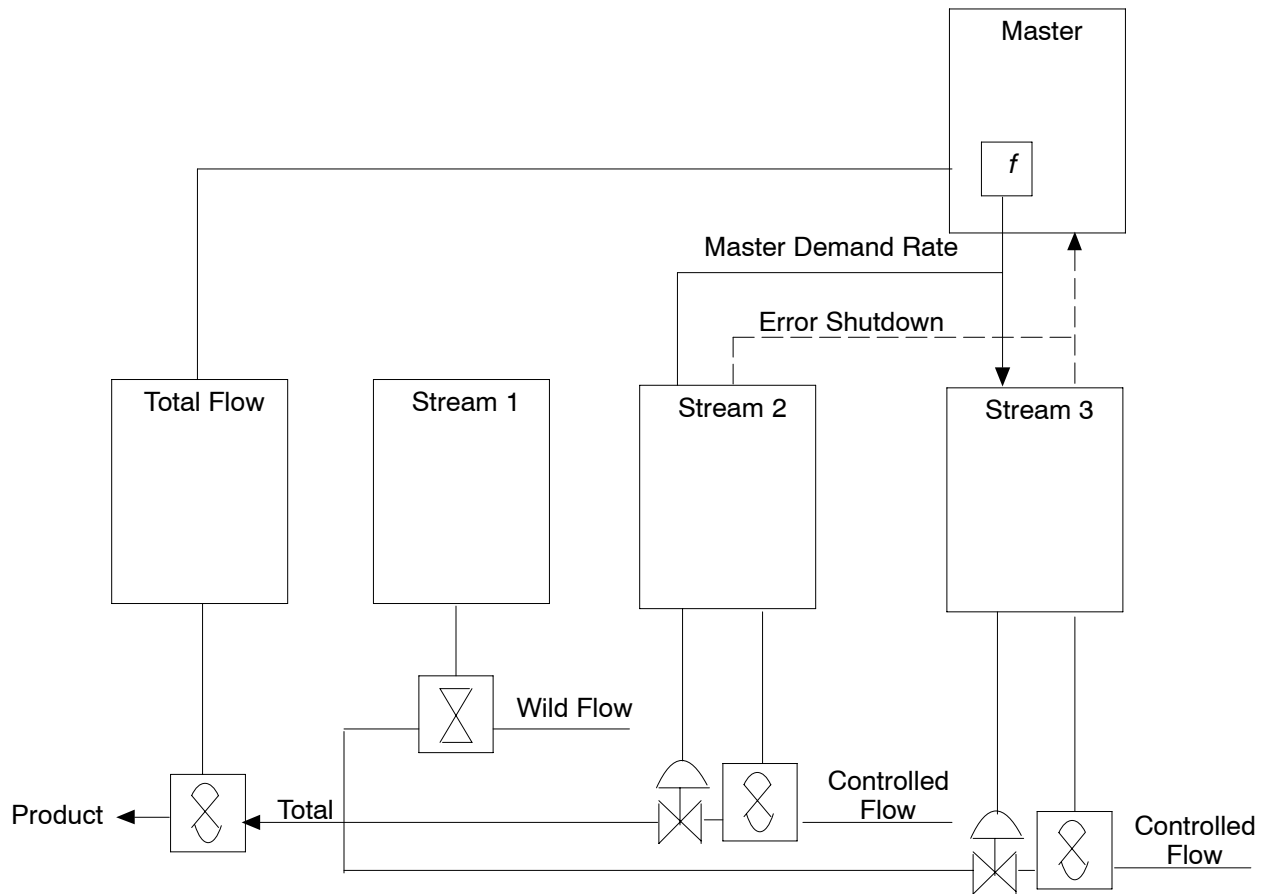 Master
f
Master Demand Rate
Error Shutdown
Total Flow
Stream 1
Stream 2
Stream 3
Wild Flow
Controlled
Flow
Product
Total
Controlled
Flow